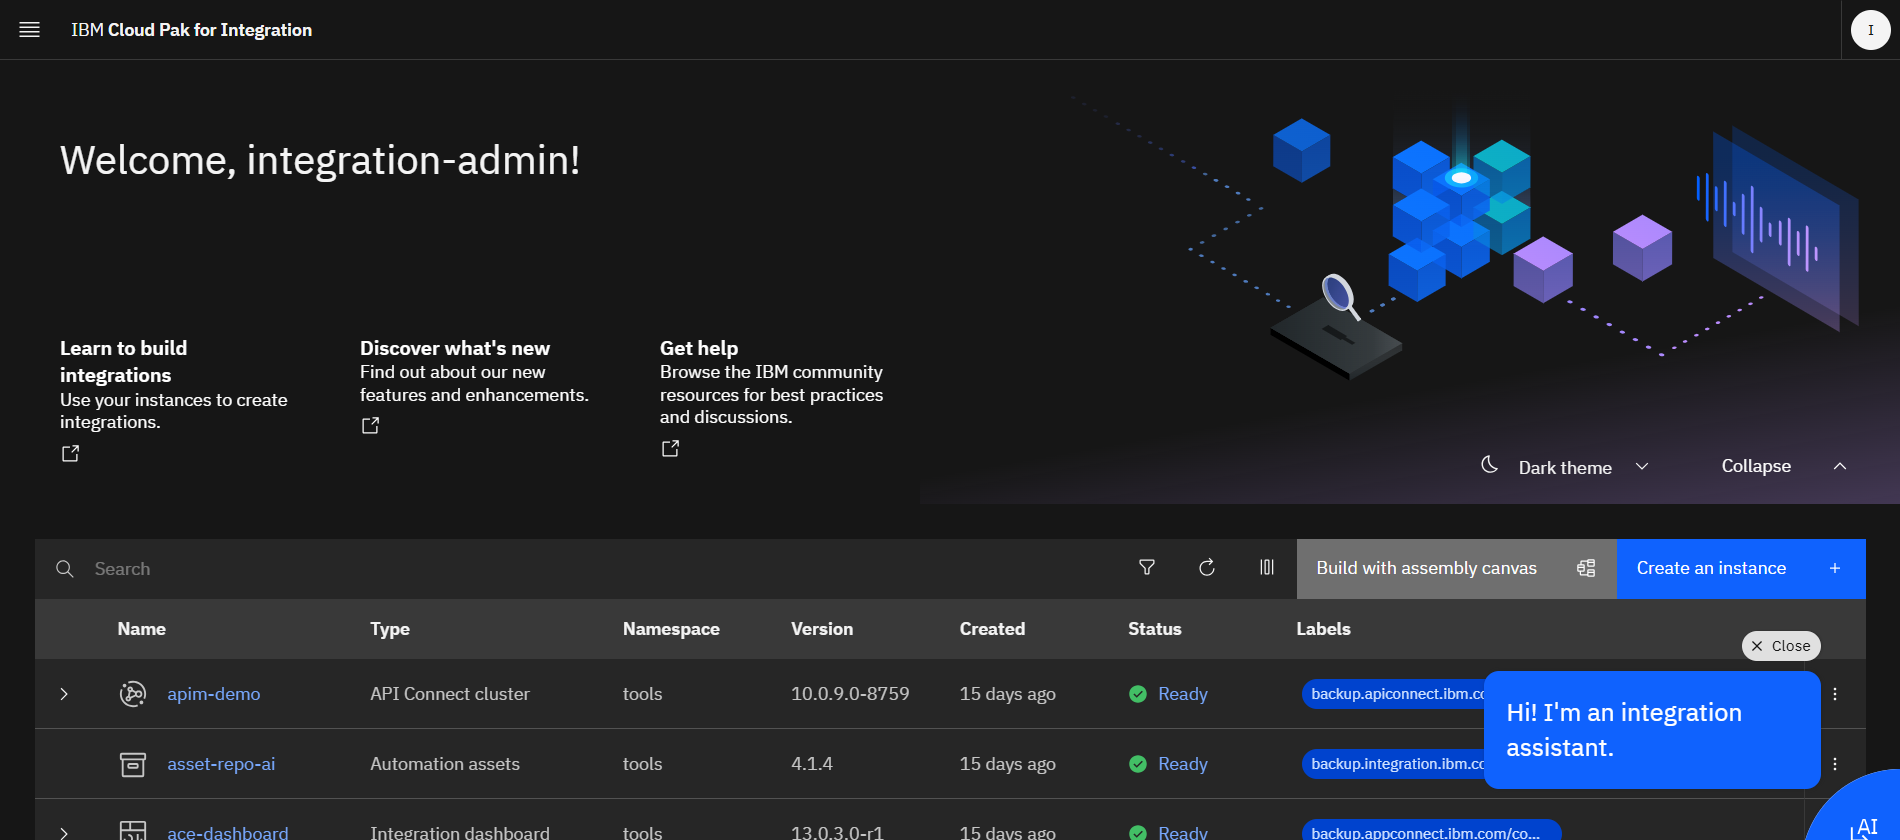 IBM Cloud Pak for Integration
I
Welcome, integration-admin!
Learn to build
integrations
Use your instances to create
integrations.
Discover what's new
Find out about our new
features and enhancements.
Get help
Browse the IBM community
resources for best practices
and discussions.
Dark theme
Collapse
Search
Build with assembly canvas
Create an instance +
Name Type Namespace Version Created Status Labels
Close
apim-demo API Connect cluster tools 10.0.9.0-8759 15 days ago Ready backup.apiconnect.ibm.co
Hi! I'm an integration
assistant.
asset-repo-ai Automation assets tools 4.1.4 15 days ago Ready backup.integration.ibm.co
ace-dashboard Integration dashboard tools 13.0.3.0-r1 15 days ago Ready backup.appconnect.ibm.com/co...
AI